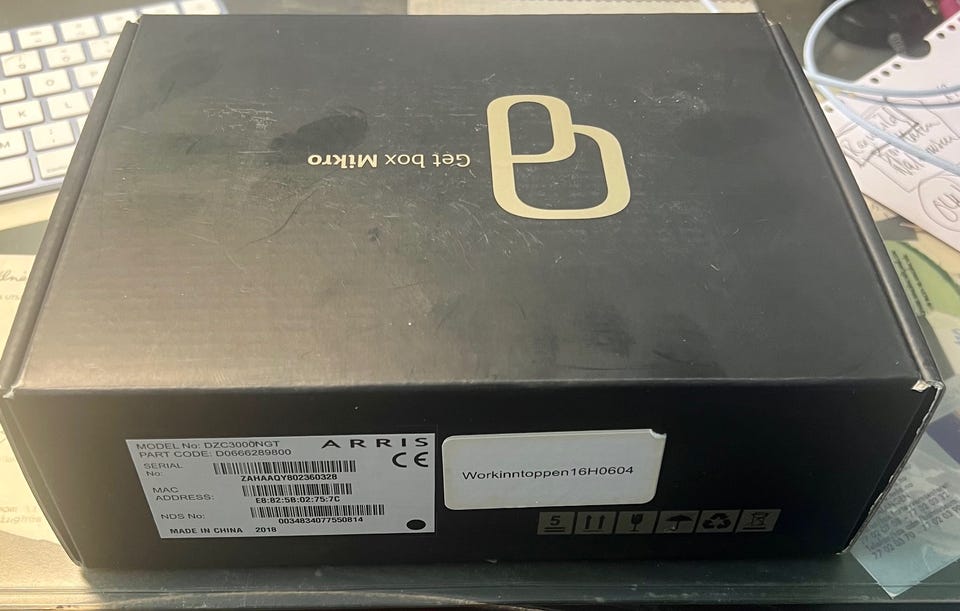 Get box Mikro
MODEL No: DZC3000NGT
PART CODE: D0666289800
ARRIS
CE
SERIAL
No:
ZAHAAQY802360328
MAC
ADDRESS:
E8:82:5B:02:75:7C
NDS No:
0034834077550814
MADE IN CHINA 2018
Workinntoppen16H0604
5